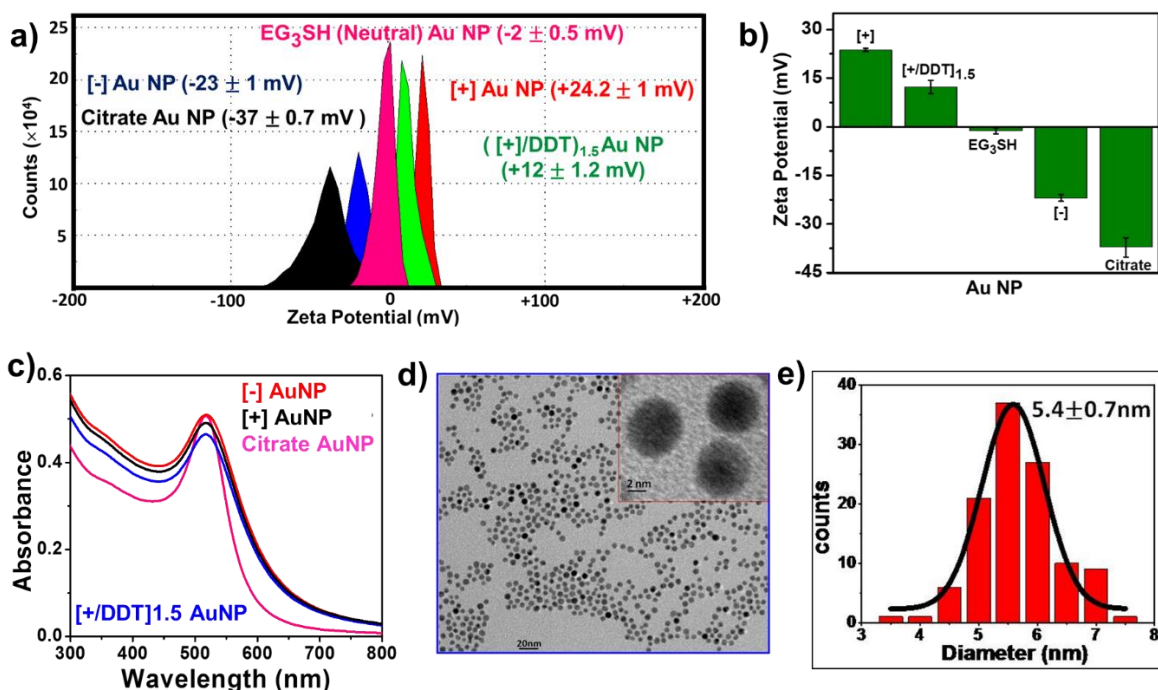 a)
EG₃SH (Neutral) Au NP (-2 ± 0.5 mV)
[-] Au NP (-23 ± 1 mV)
[+] Au NP (+24.2 ± 1 mV)
Citrate Au NP (-37 ± 0.7 mV )
( [+]/DDT)₁.₅ Au NP
(+12 ± 1.2 mV)
Counts (×10⁴)
25
20
15
10
5
-200
-100
0
+100
+200
Zeta Potential (mV)
b)
Zeta Potential (mV)
30
15
0
-15
-30
-45
[+]
[+/DDT]₁.₅
EG₃SH
[-]
Citrate
Au NP
c)
Absorbance
0.6
0.4
0.2
0.0
[-] AuNP
[+] AuNP
Citrate AuNP
[+/DDT]1.5 AuNP
300
400
500
600
700
800
Wavelength (nm)
d)
2 nm
20nm
e)
counts
40
30
20
10
0
5.4±0.7nm
3
4
5
6
7
8
Diameter (nm)